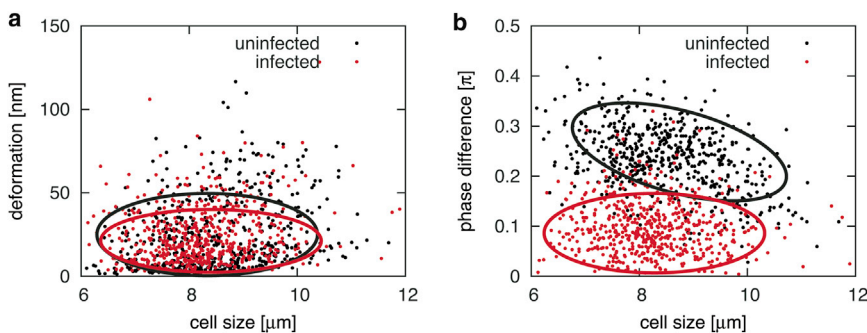 a
150
100
50
0
deformation [nm]
uninfected
infected
6
8
10
12
cell size [μm]
b
0.5
0.4
0.3
0.2
0.1
0
phase difference [π]
uninfected
infected
6
8
10
12
cell size [μm]